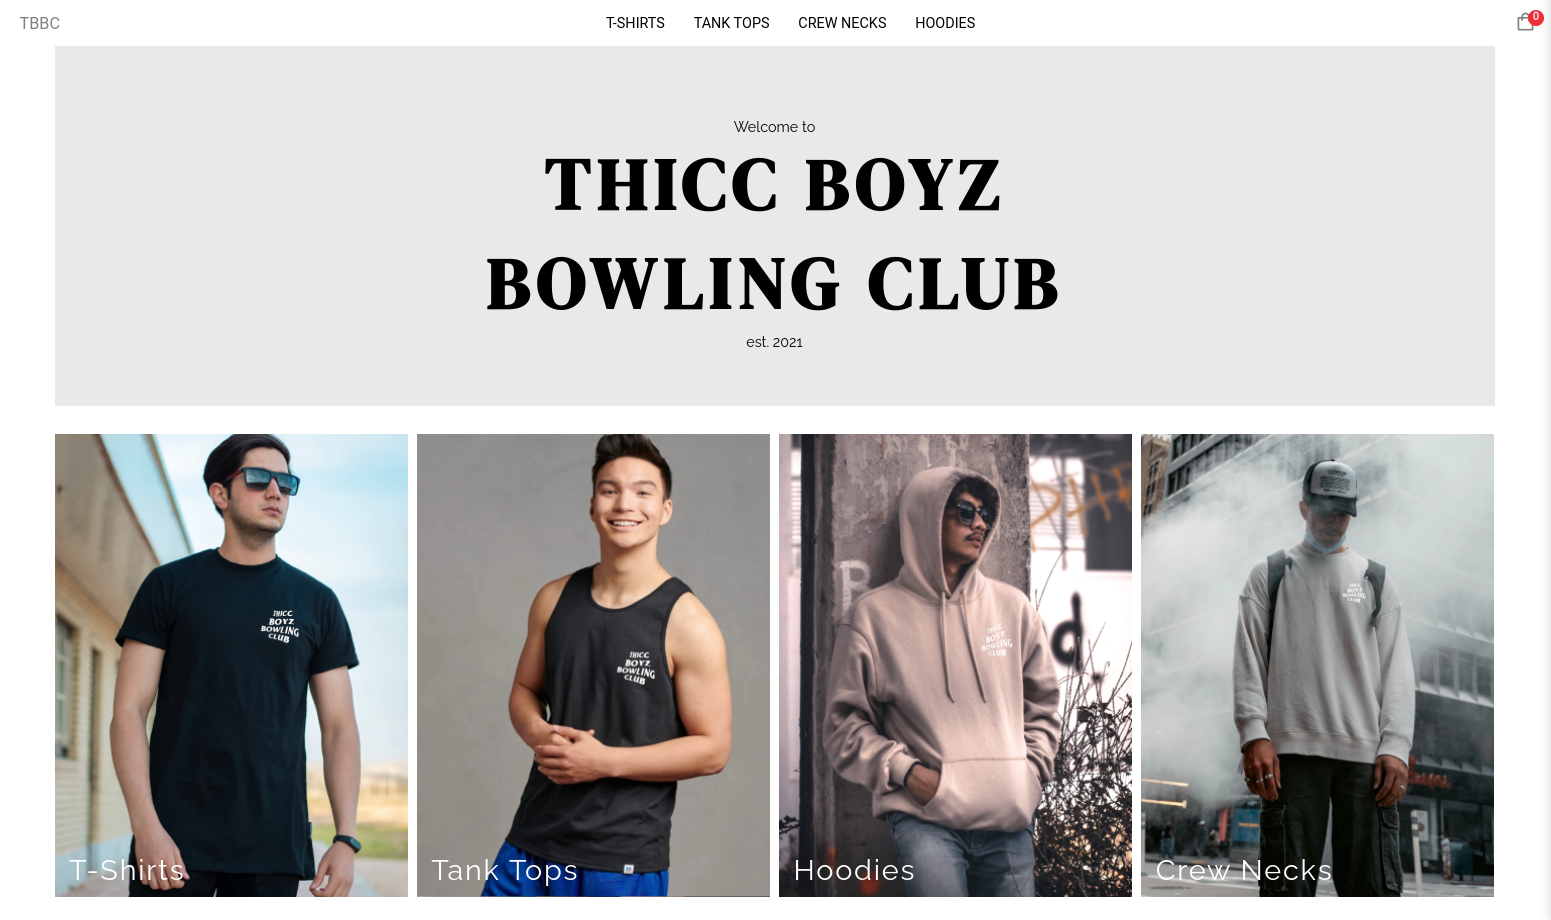 TBBC
T-SHIRTS
TANK TOPS
CREW NECKS
HOODIES
0
Welcome to
THICC BOYZ
BOWLING CLUB
est. 2021
THICC
BOYZ
BOWLING
CLUB
T-Shirts
THICC
BOYZ
BOWLING
CLUB
Tank Tops
THICC
BOYZ
BOWLING
CLUB
Hoodies
THICC
BOYZ
BOWLING
CLUB
Crew Necks